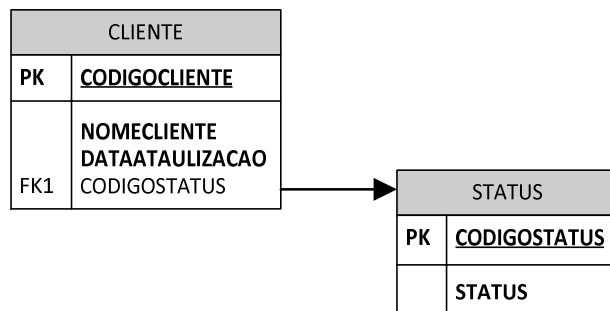 CLIENTE
PK CODIGOCLIENTE
NOMECLIENTE
DATAATAULIZACAO
FK1 CODIGOSTATUS
STATUS
PK CODIGOSTATUS
STATUS